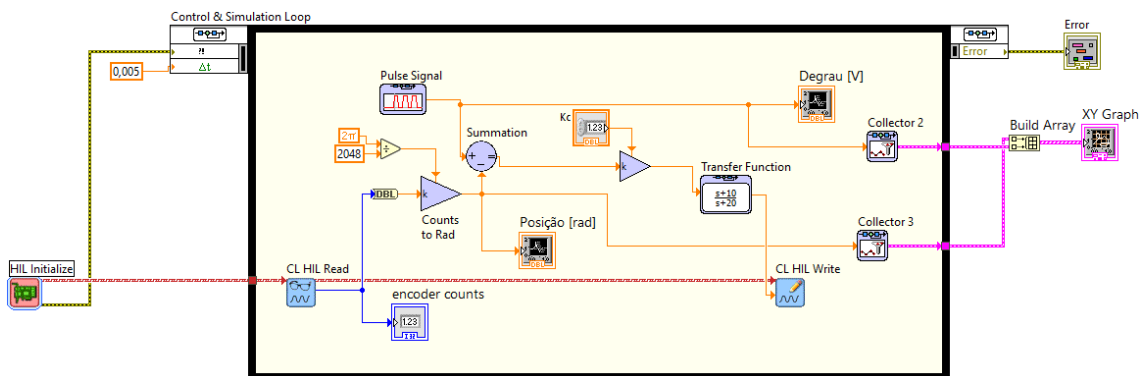 Control & Simulation Loop
?!
Δt
0,005
Error
Error
Pulse Signal
Degrau [V]
DBL
Kc
1.23
DBL
Collector 2
Build Array
XY Graph
2π
÷
2048
Summation
+
-
=
k
Transfer Function
s+10
s+20
DBL
k
Counts
to Rad
Posição [rad]
DBL
Collector 3
HIL Initialize
CL HIL Read
CL HIL Write
encoder counts
1.23
I32